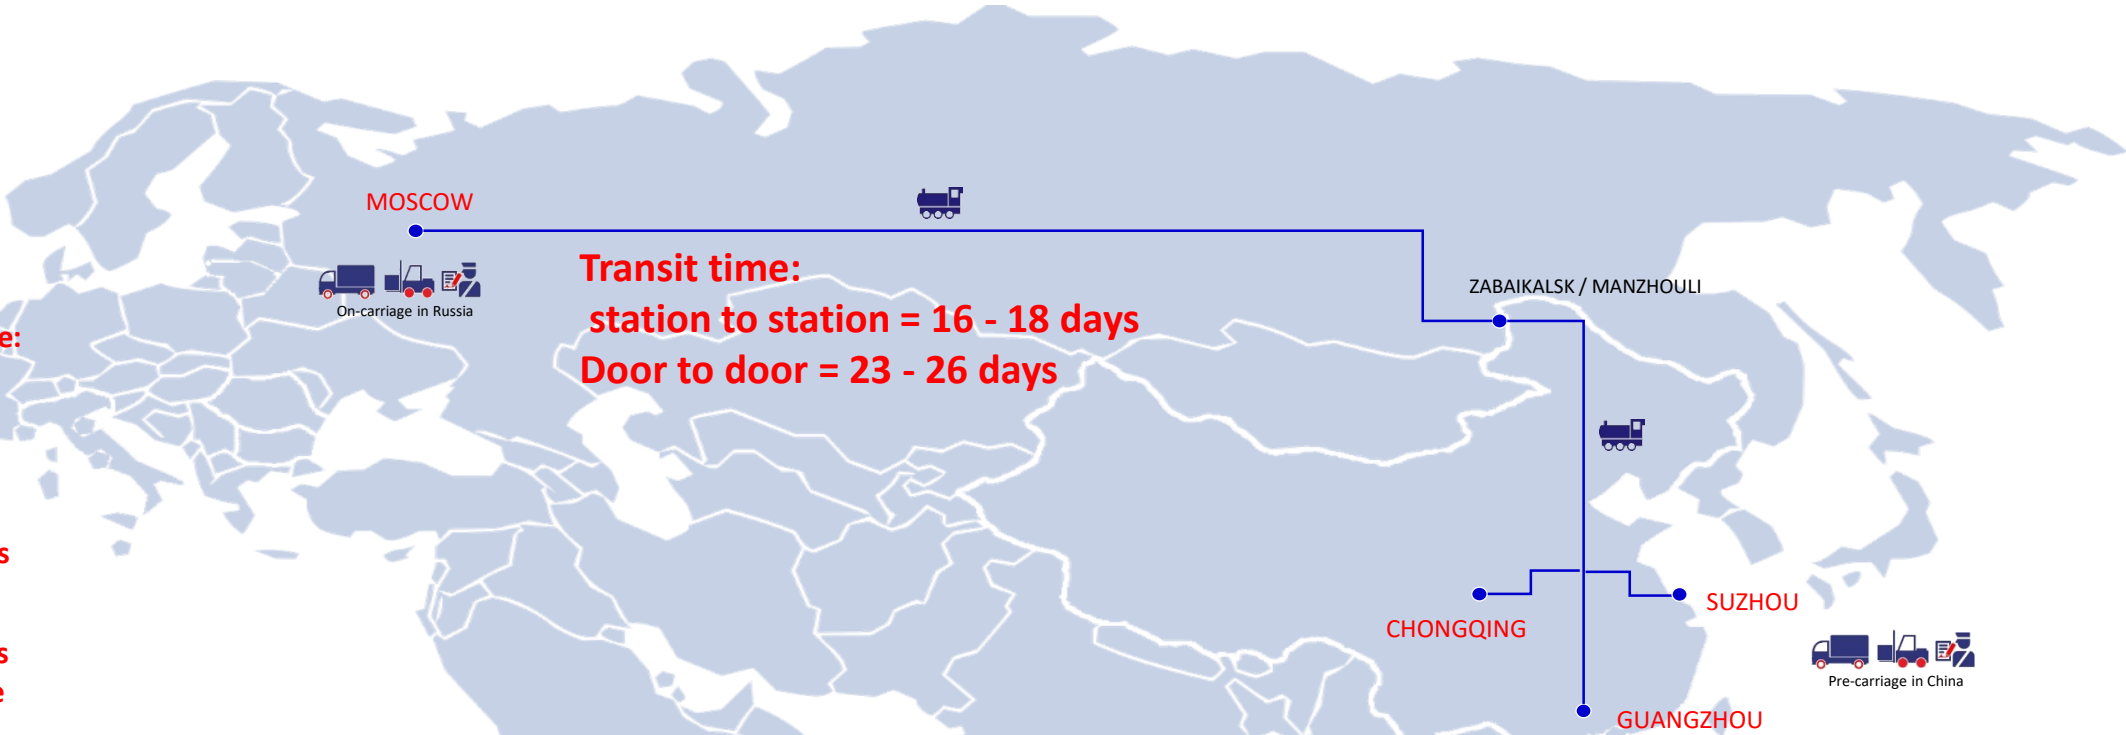 MOSCOW
On-carriage in Russia
Transit time:
station to station = 16 - 18 days
Door to door = 23 - 26 days
ZABAIKALSK / MANZHOULI
CHONGQING
SUZHOU
GUANGZHOU
Pre-carriage in China
e:
s
s
e